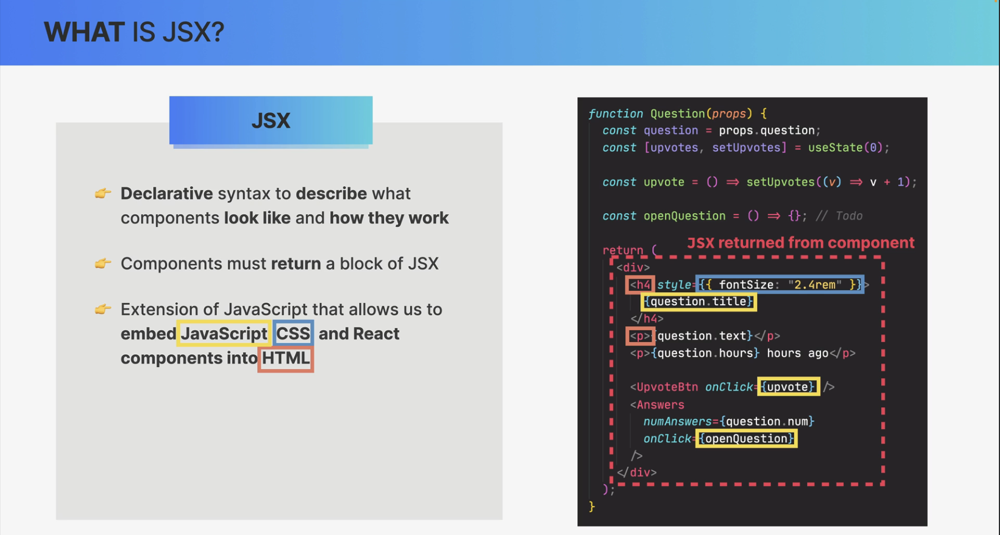 WHAT IS JSX?
JSX
👉 Declarative syntax to describe what
components look like and how they work
👉 Components must return a block of JSX
👉 Extension of JavaScript that allows us to
embed JavaScript CSS and React
components into HTML
function Question(props) {
const question = props.question;
const [upvotes, setUpvotes] = useState(0);
const upvote = () => setUpvotes((v) => v + 1);
const openQuestion = () => {}; // Todo
JSX returned from component
return (
<div>
<h4 style={{ fontSize: "2.4rem" }}>
{question.title}
</h4>
<p>{question.text}</p>
<p>{question.hours} hours ago</p>
<UpvoteBtn onClick={upvote} />
<Answers
numAnswers={question.num}
onClick={openQuestion}
/>
</div>
);
}